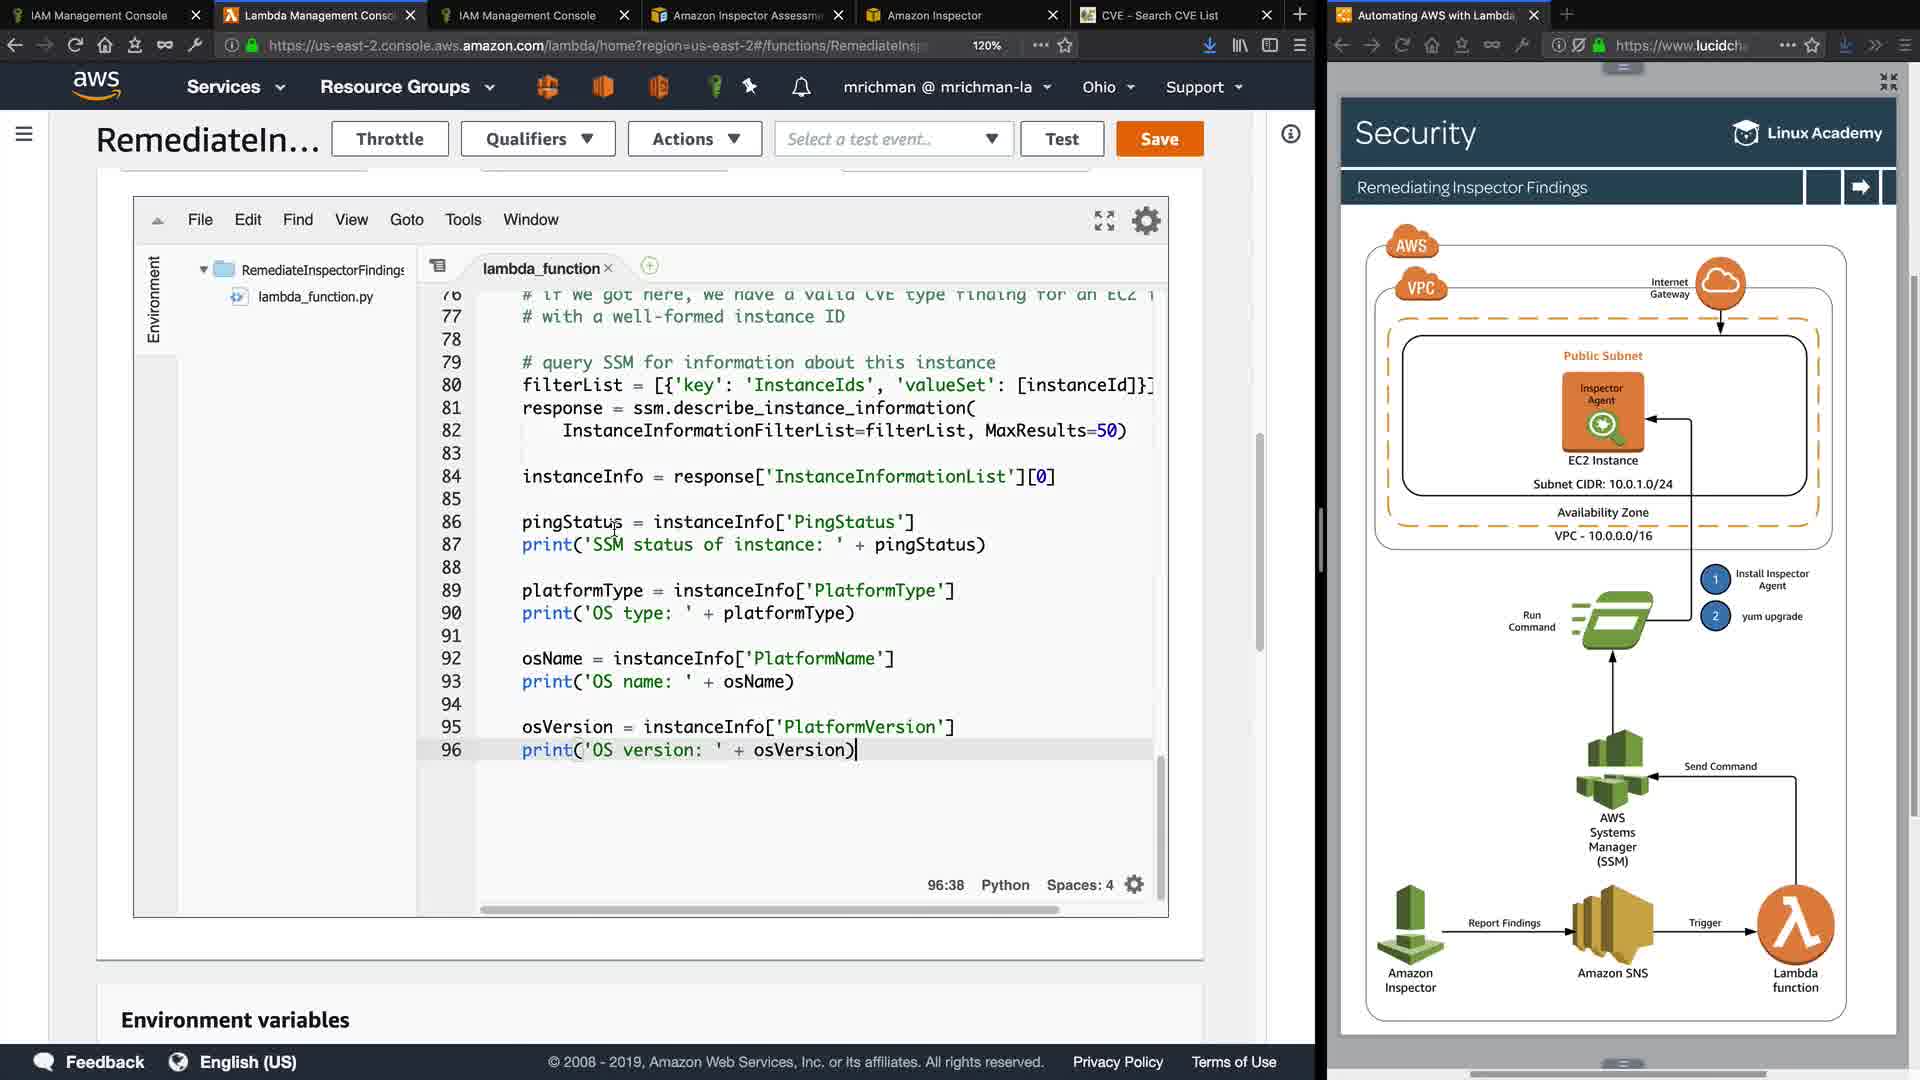 IAM Management Console
Lambda Management Conso
IAM Management Console
Amazon Inspector Assessm
Amazon Inspector
CVE - Search CVE List
Automating AWS with Lambda
https://us-east-2.console.aws.amazon.com/lambda/home?region=us-east-2#/functions/RemediateInsp
120%
https://www.lucidch
aws
Services
Resource Groups
mrichman @ mrichman-la
Ohio
Support
RemediateIn...
Throttle
Qualifiers
Actions
Select a test event..
Test
Save
File
Edit
Find
View
Goto
Tools
Window
Environment
RemediateInspectorFindings
lambda_function.py
lambda_function
76 # if we got here, we have a valid CVE type finding for an EC2
77 # with a well-formed instance ID
78
79 # query SSM for information about this instance
80 filterList = [{'key': 'InstanceIds', 'valueSet': [instanceId]}]
81 response = ssm.describe_instance_information(
82 InstanceInformationFilterList=filterList, MaxResults=50)
83
84 instanceInfo = response['InstanceInformationList'][0]
85
86 pingStatus = instanceInfo['PingStatus']
87 print('SSM status of instance: ' + pingStatus)
88
89 platformType = instanceInfo['PlatformType']
90 print('OS type: ' + platformType)
91
92 osName = instanceInfo['PlatformName']
93 print('OS name: ' + osName)
94
95 osVersion = instanceInfo['PlatformVersion']
96 print('OS version: ' + osVersion)
96:38
Python
Spaces: 4
Environment variables
Feedback
English (US)
© 2008 - 2019, Amazon Web Services, Inc. or its affiliates. All rights reserved.
Privacy Policy
Terms of Use
Security
Linux Academy
Remediating Inspector Findings
AWS
VPC
Internet
Gateway
Public Subnet
Inspector
Agent
EC2 Instance
Subnet CIDR: 10.0.1.0/24
Availability Zone
VPC - 10.0.0.0/16
1
Install Inspector
Agent
2
yum upgrade
Run
Command
AWS
Systems
Manager
(SSM)
Send Command
Report Findings
Trigger
Amazon
Inspector
Amazon SNS
Lambda
function